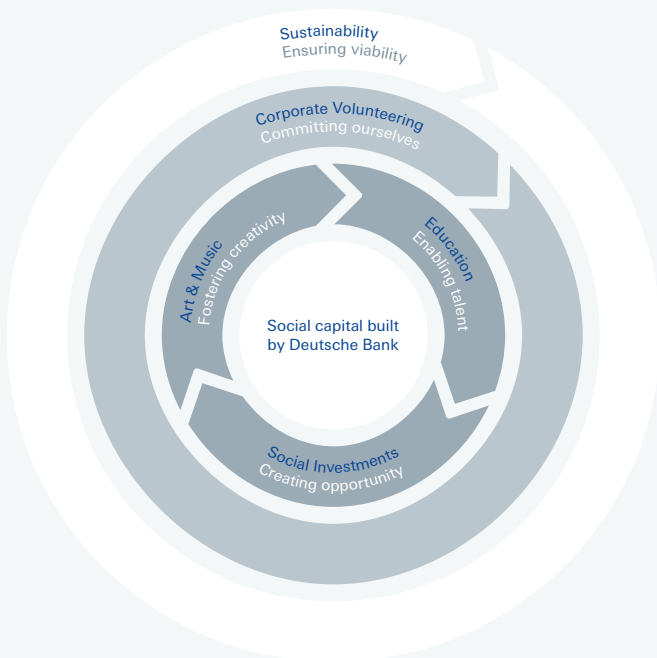 Sustainability
Ensuring viability
Corporate Volunteering
Committing ourselves
Art & Music
Fostering creativity
Education
Enabling talent
Social capital built
by Deutsche Bank
Social Investments
Creating opportunity